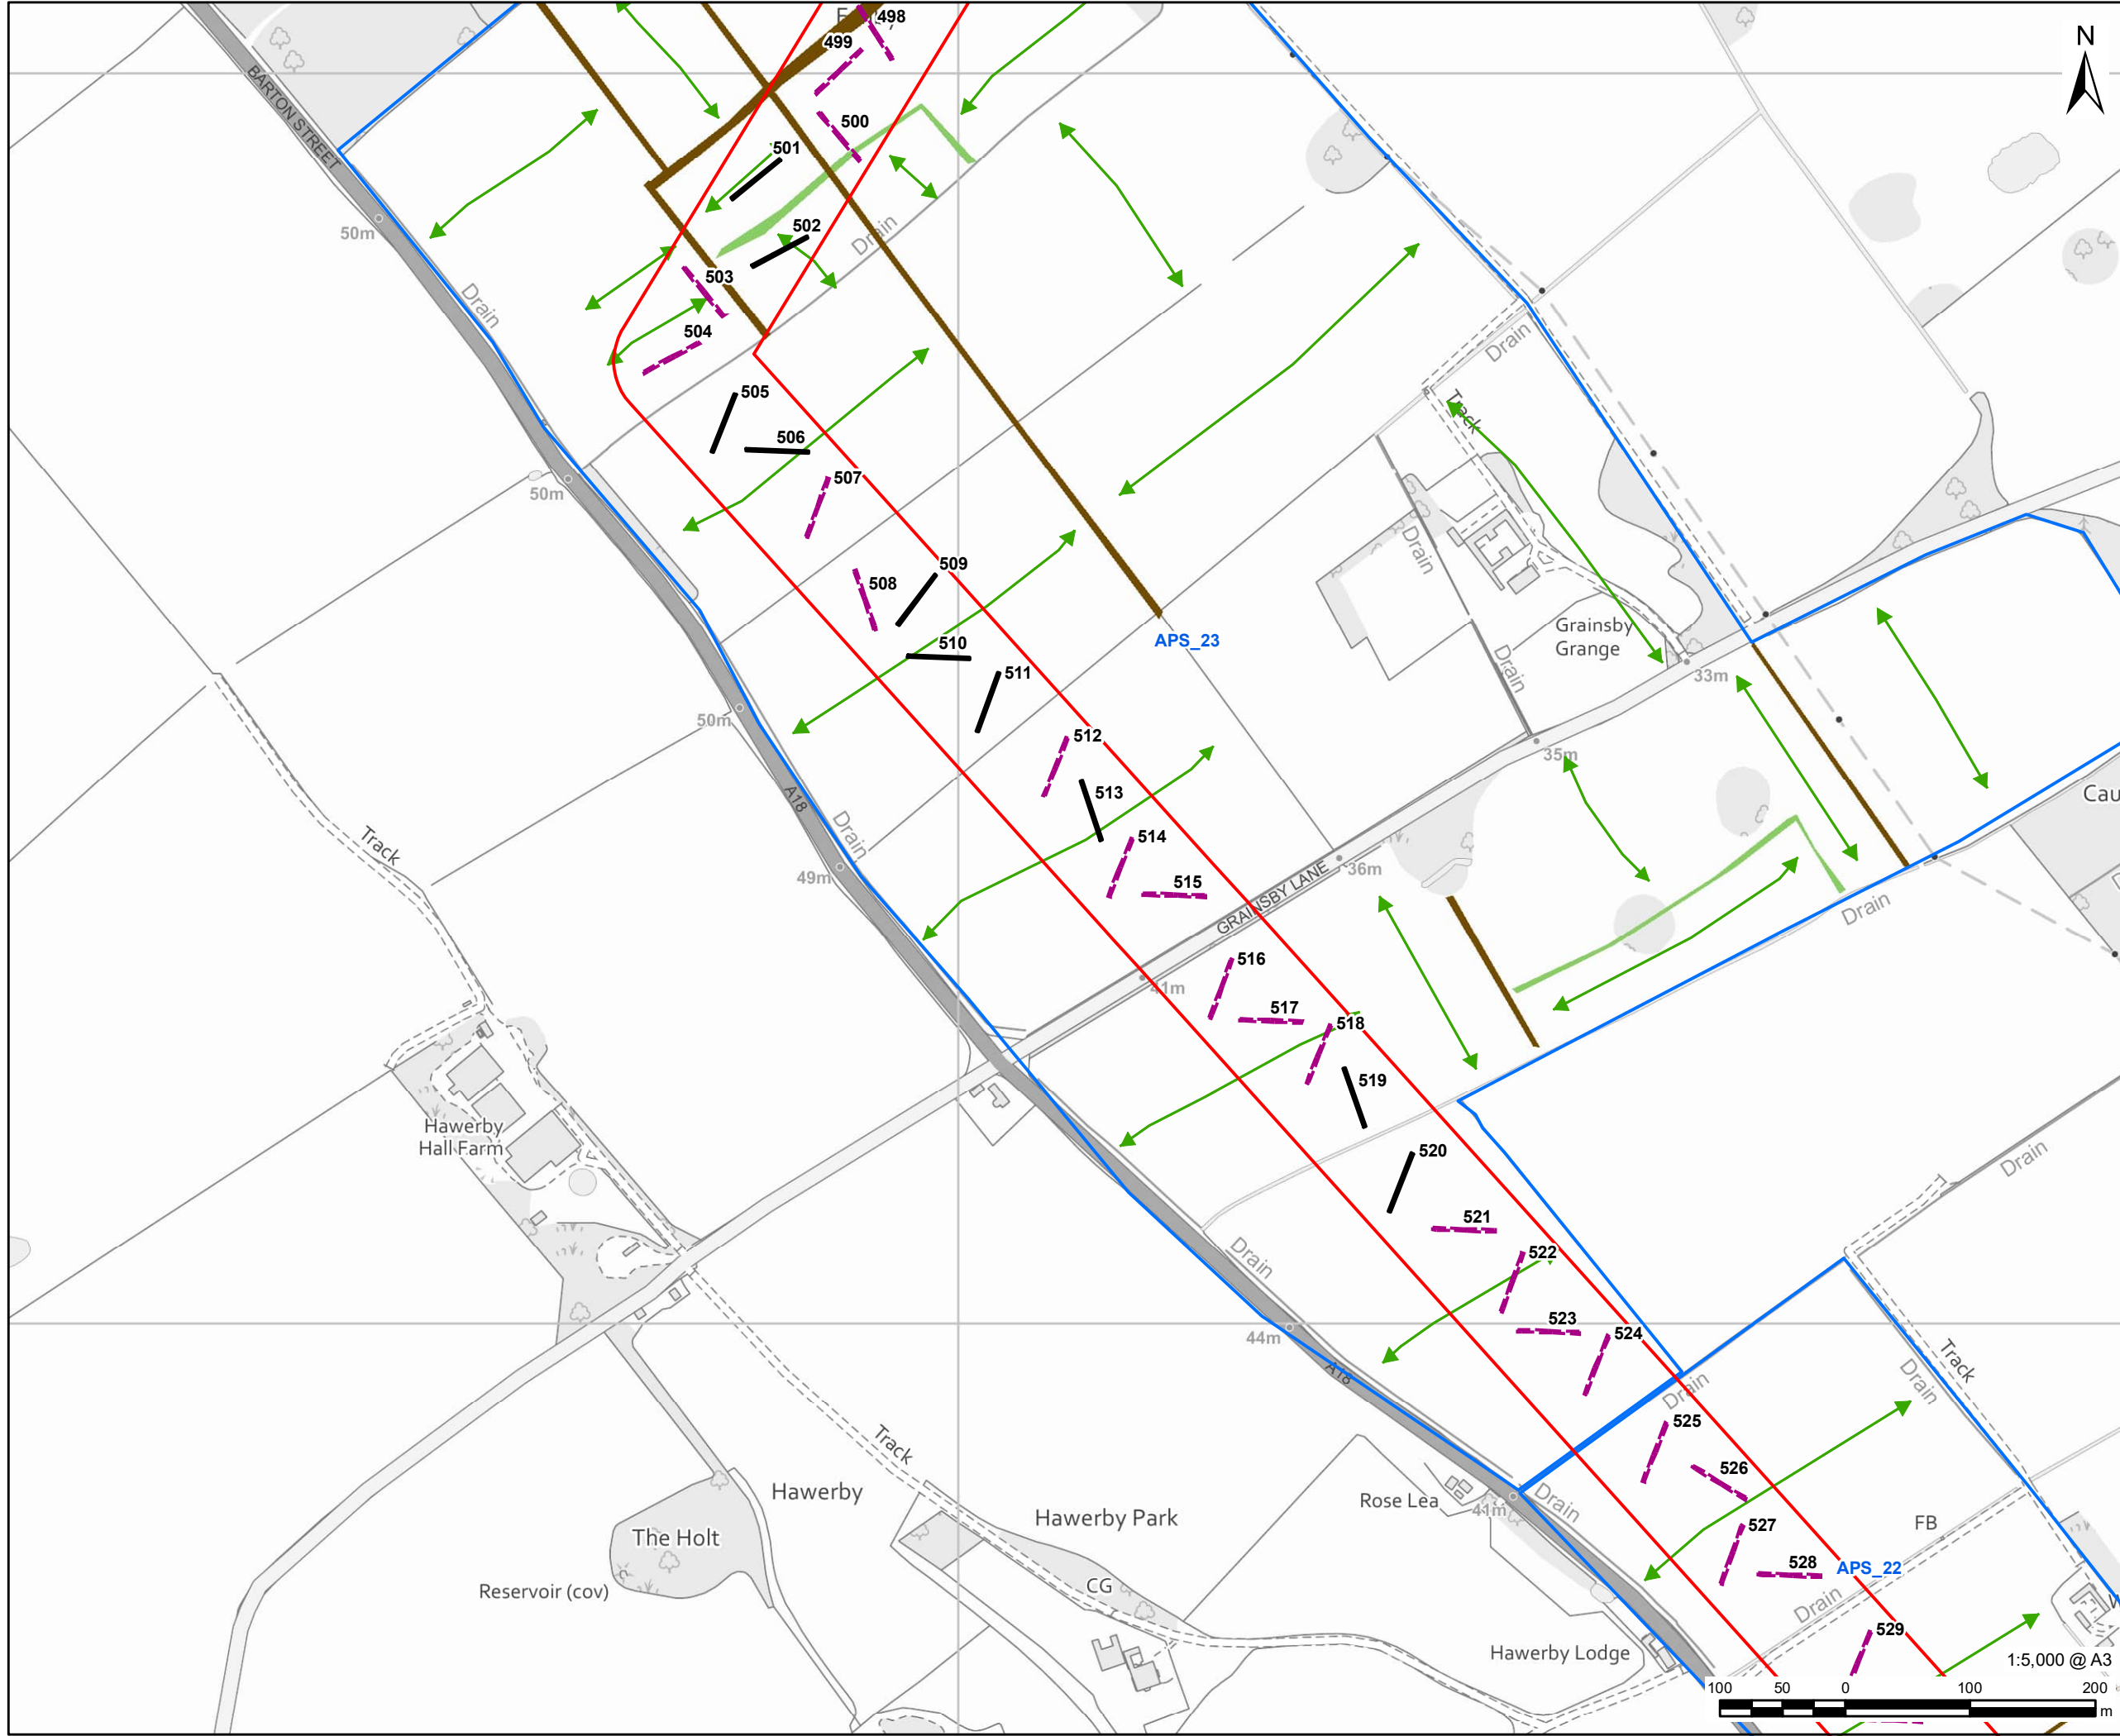 498
499
500
501
502
503
504
505
506
507
508
509
510
511
512
513
514
515
516
517
518
519
520
521
522
523
524
525
526
527
528
529
N
BARTON STREET
50m
Drain
Drain
50m
50m
A18
Drain
49m
APS_23
Drain
Track
Drain
Drain
Grainsby
Grange
33m
35m
36m
GRAINSBY LANE
41m
Cau
Drain
Drain
Track
Hawerby
Hall Farm
Drain
44m
A18
Drain
Track
Drain
Track
Hawerby
The Holt
Reservoir (cov)
Hawerby Park
CG
Rose Lea
41m
Drain
Hawerby Lodge
FB
APS_22
Drain
1:5,000 @ A3
100 50 0 100 200
m